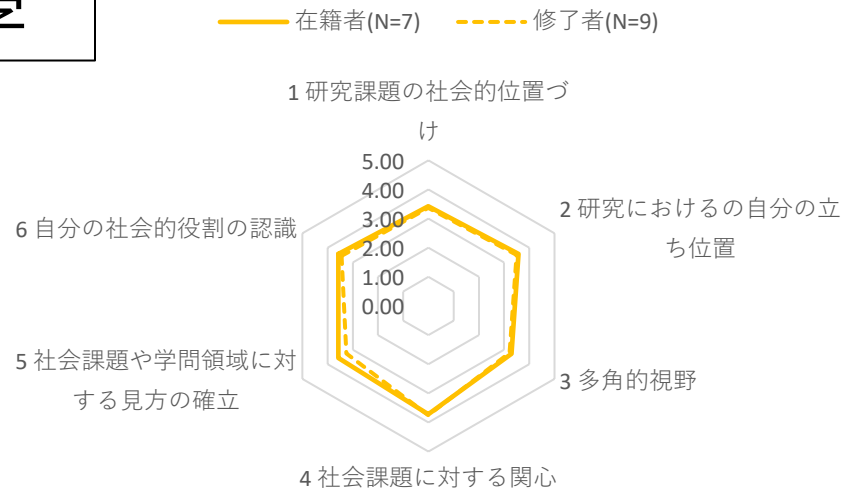 在籍者(N=7)
修了者(N=9)
1 研究課題の社会的位置づ
け
5.00
4.00
3.00
2.00
1.00
0.00
2 研究におけるの自分の立
ち位置
3 多角的視野
4 社会課題に対する関心
5 社会課題や学問領域に対
する見方の確立
6 自分の社会的役割の認識